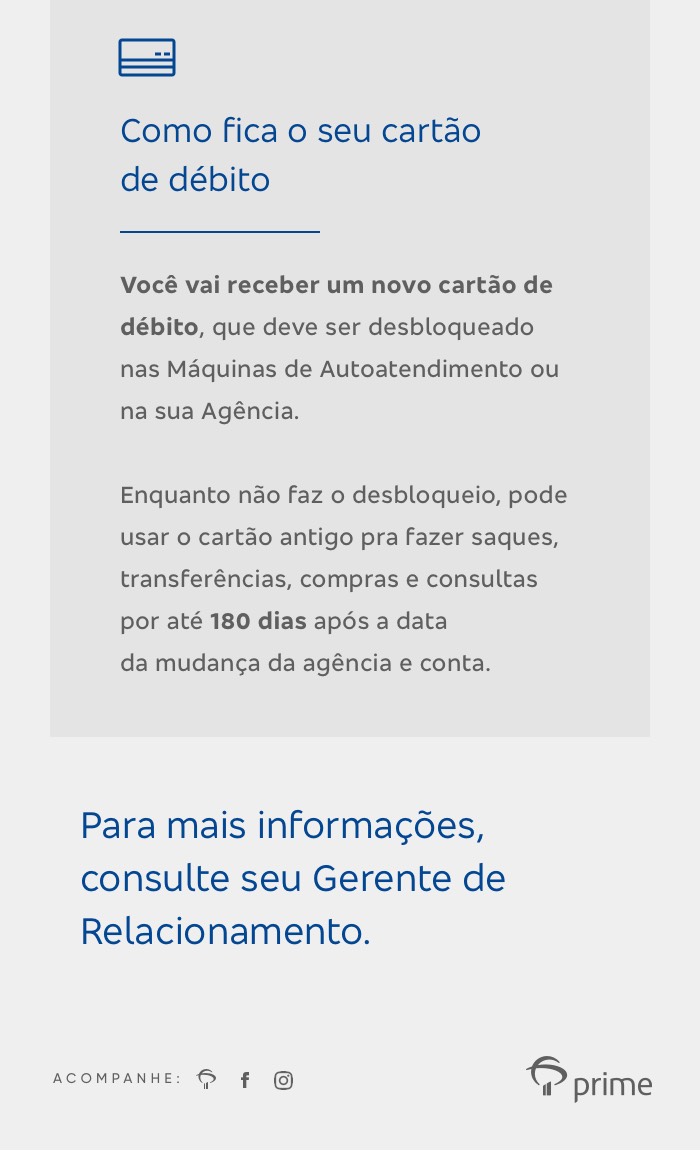 Como fica o seu cartão
de débito
Você vai receber um novo cartão de
débito, que deve ser desbloqueado
nas Máquinas de Autoatendimento ou
na sua Agência.
Enquanto não faz o desbloqueio, pode
usar o cartão antigo pra fazer saques,
transferências, compras e consultas
por até 180 dias após a data
da mudança da agência e conta.
Para mais informações,
consulte seu Gerente de
Relacionamento.
ACOMPANHE:
prime